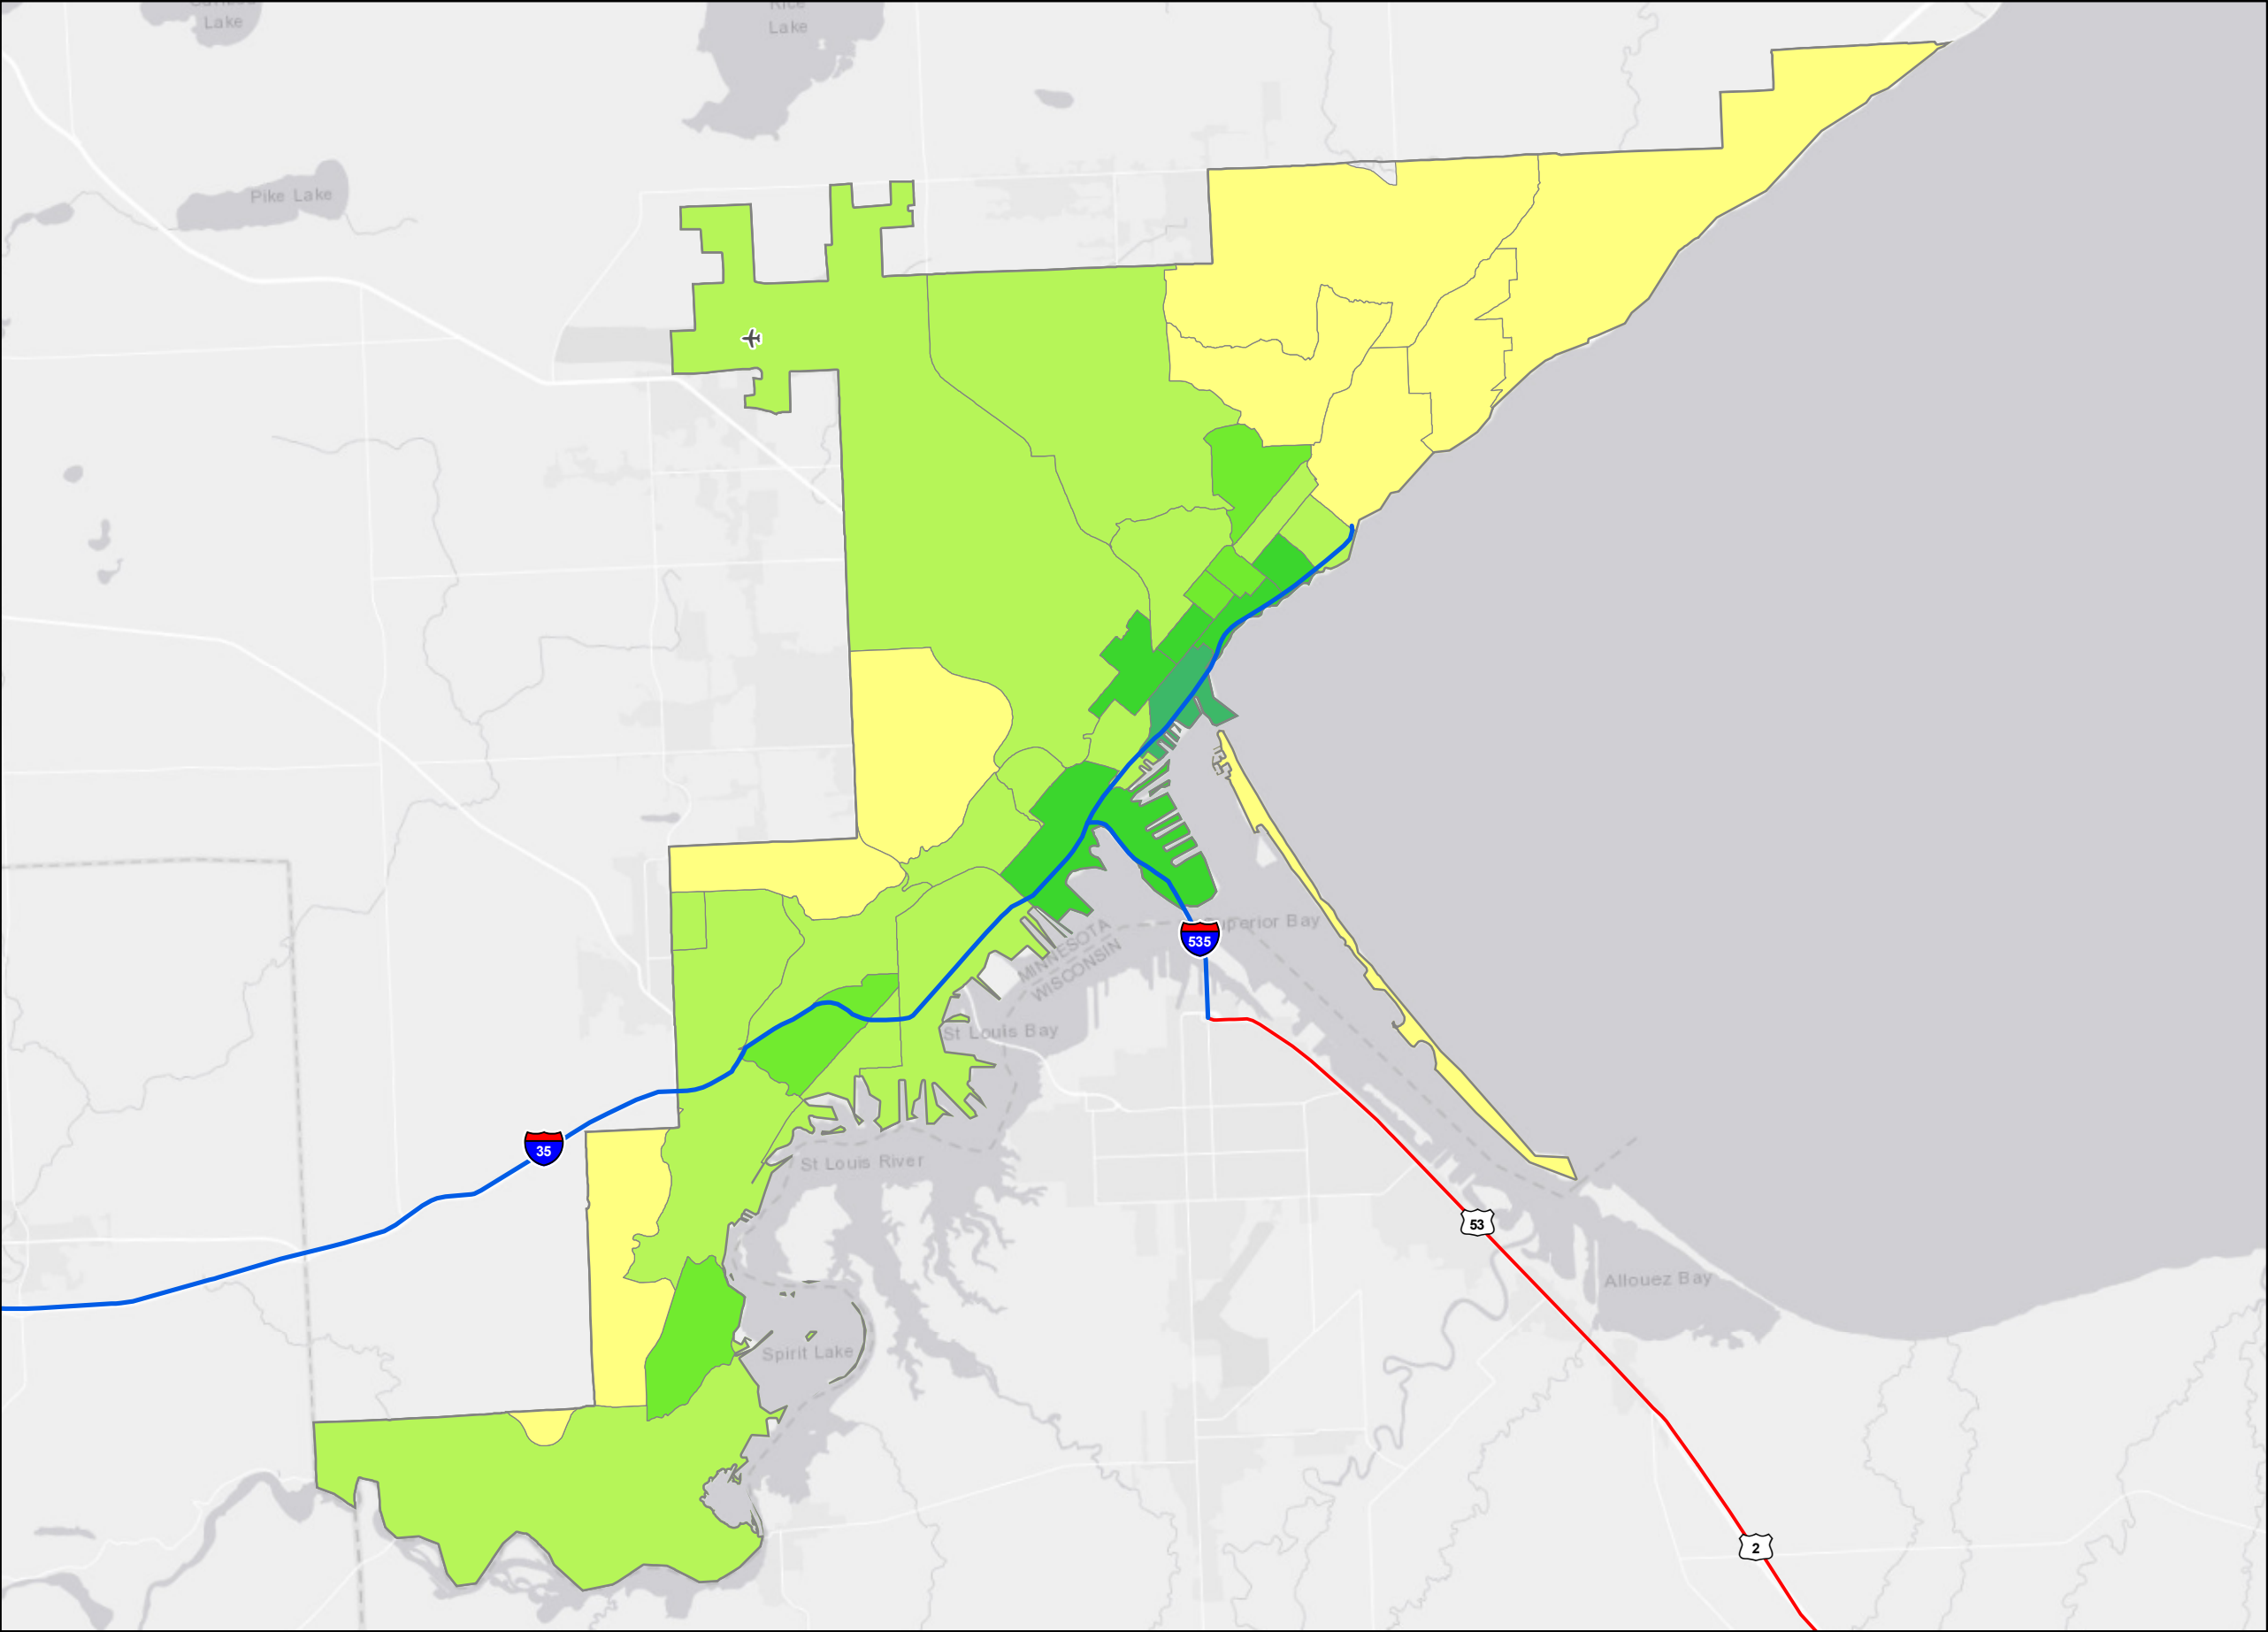 Lake
Rice
Lake
Pike Lake
MINNESOTA
WISCONSIN
535
Superior Bay
St Louis Bay
35
St Louis River
53
Allouez Bay
Spirit Lake
2